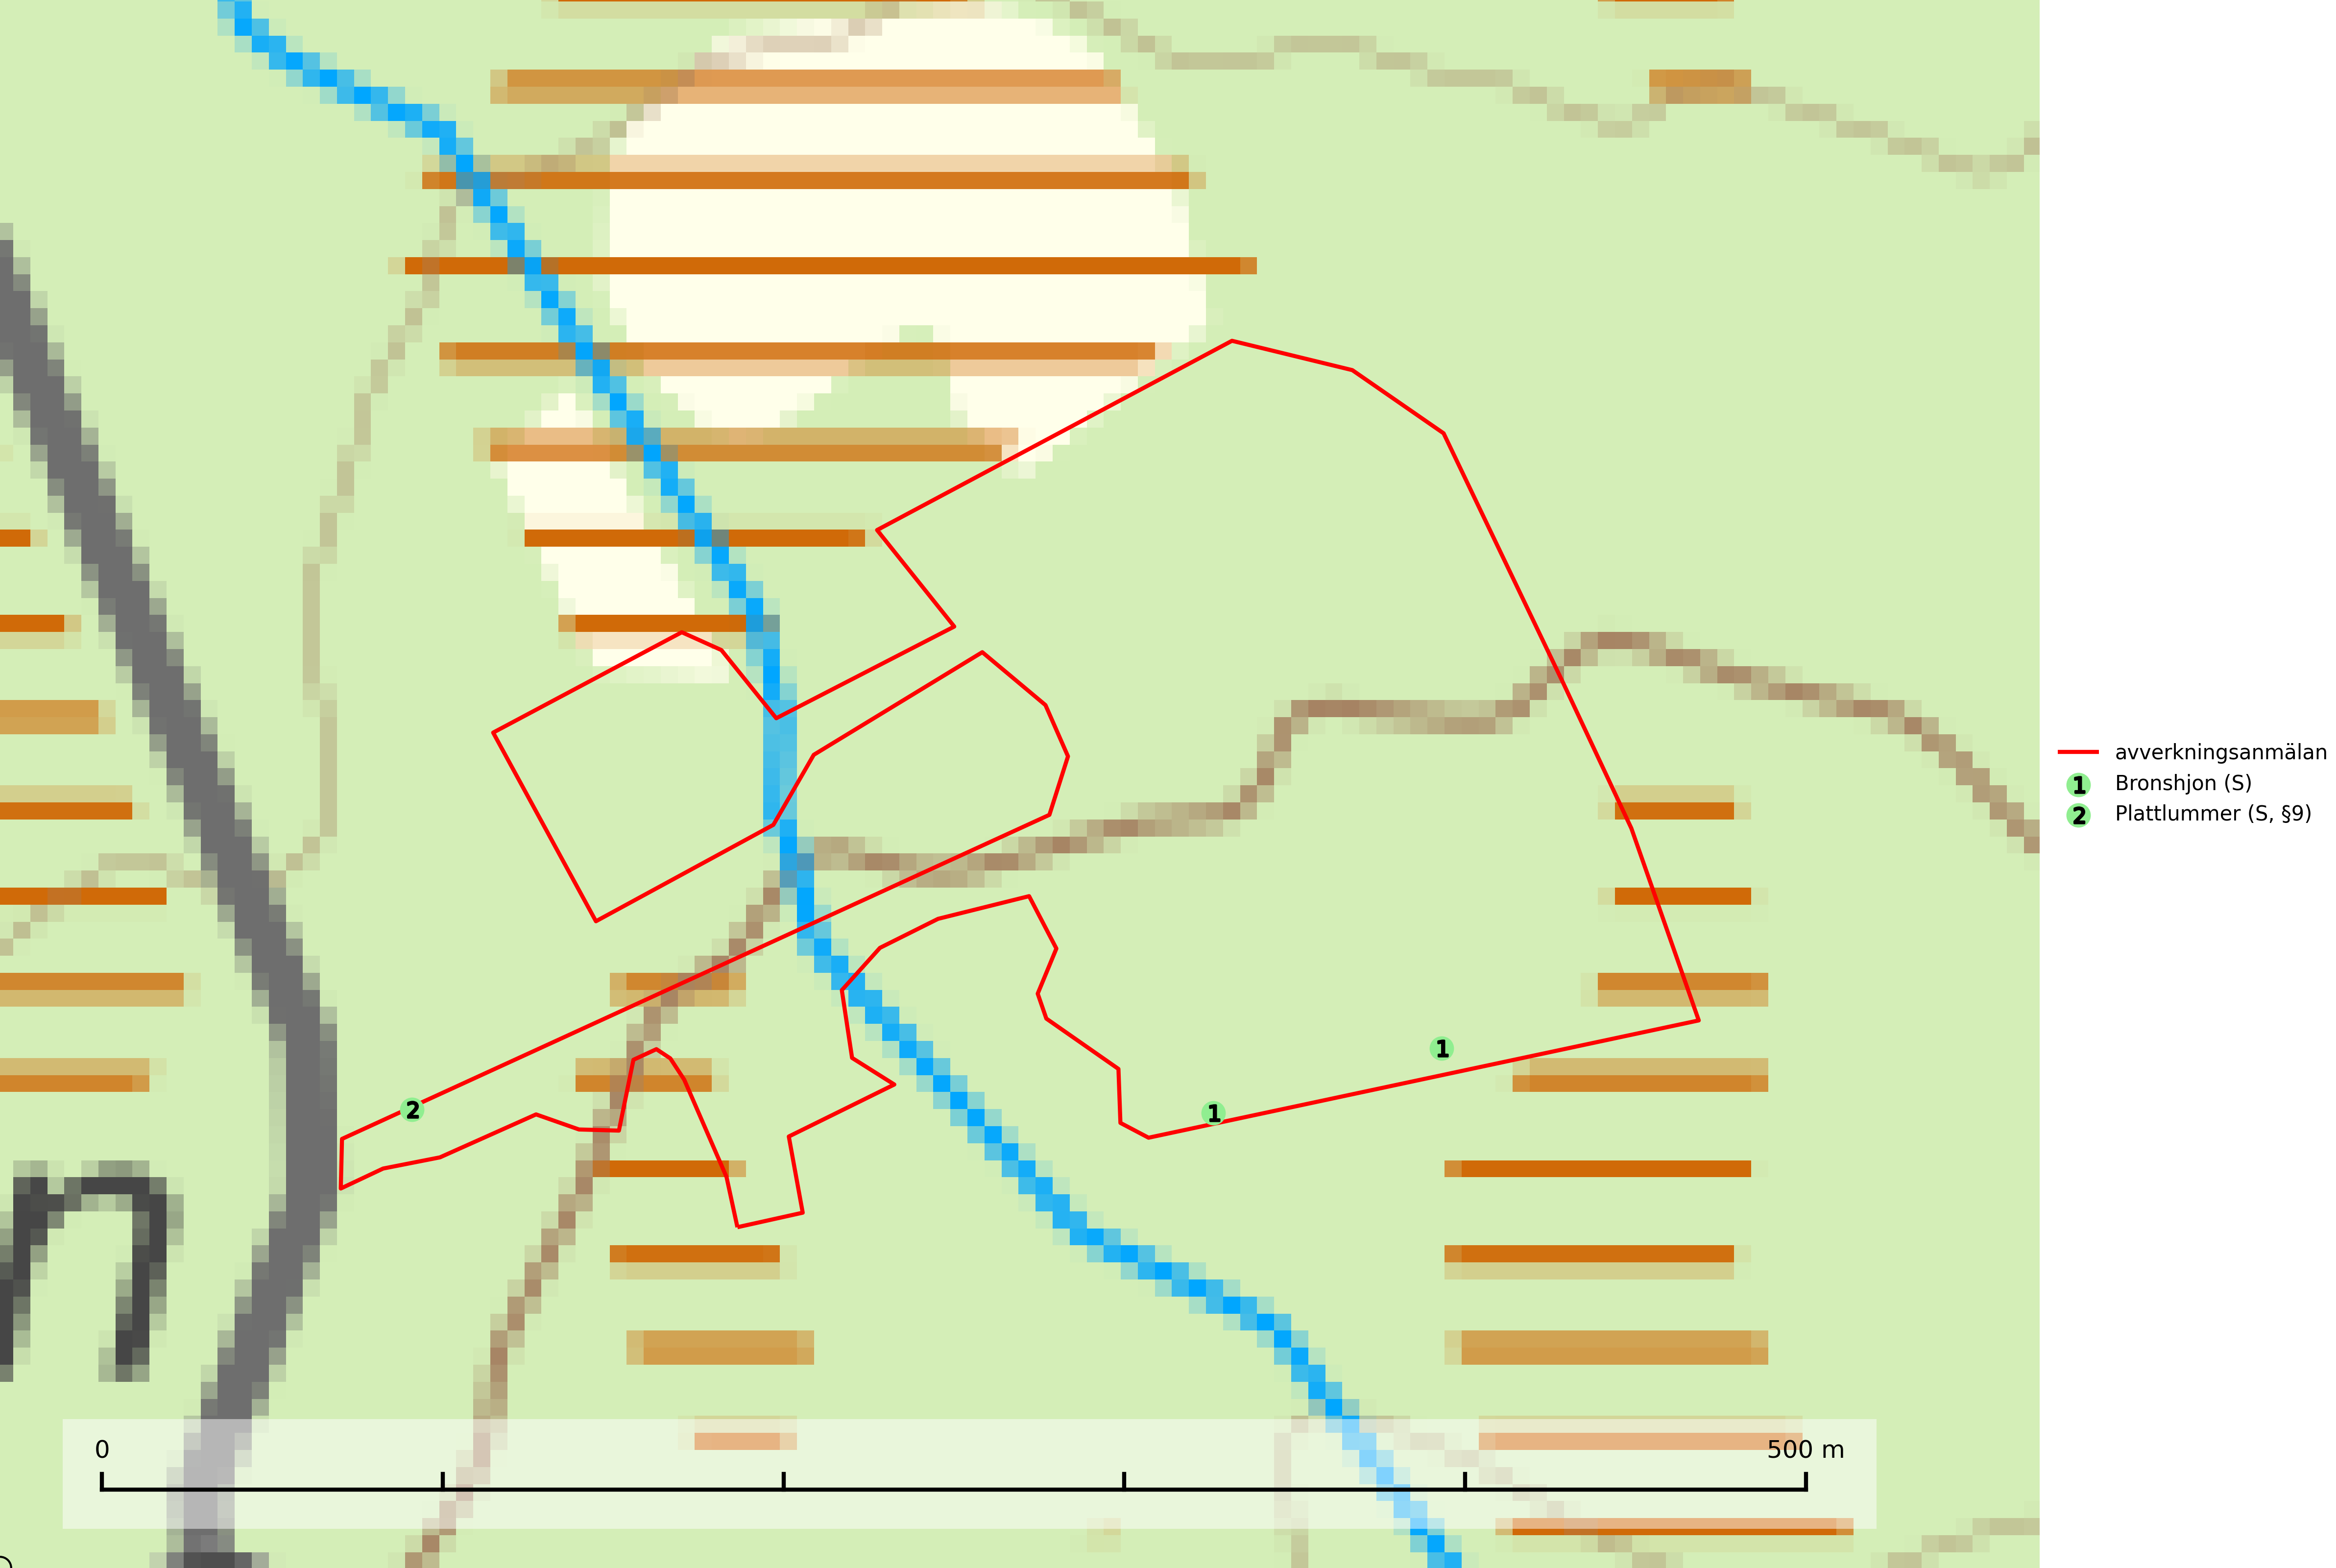 avverkningsanmälan
1 Bronshjon (S)
2 Plattlummer (S, §9)
1
2
1
0
500 m